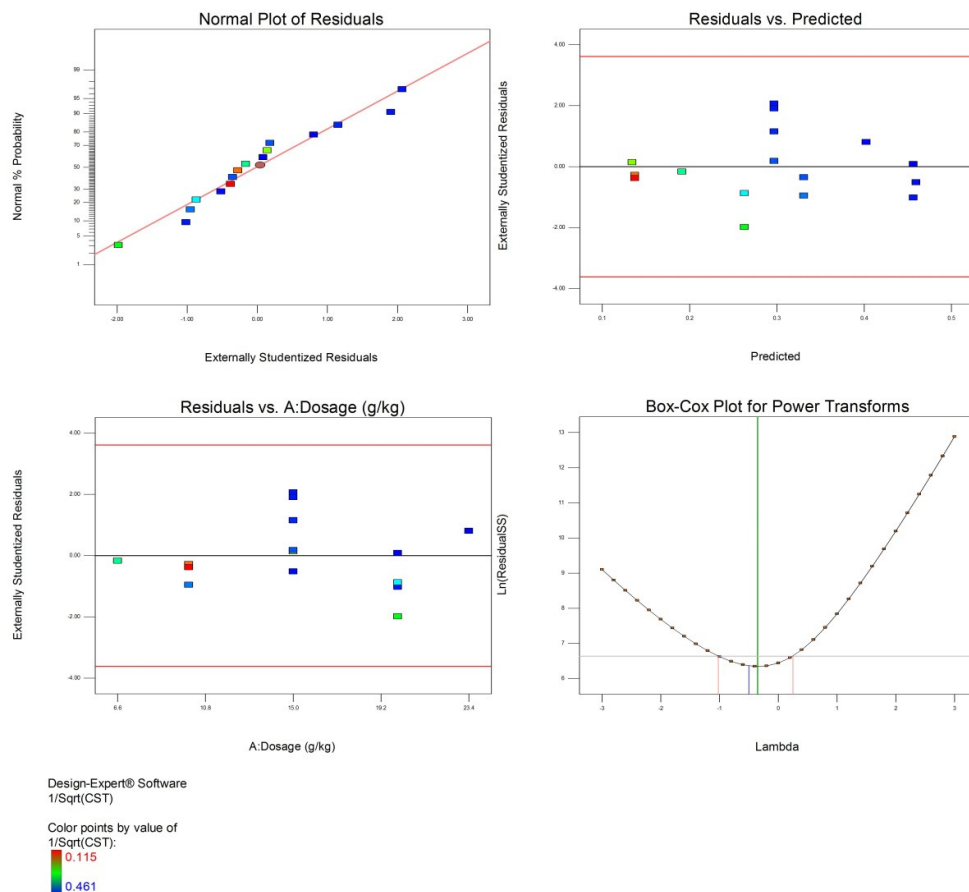 Normal Plot of Residuals
Normal % Probability
99
95
90
80
70
50
30
20
10
5
1
-2.00 -1.00 0.00 1.00 2.00 3.00
Externally Studentized Residuals
Residuals vs. Predicted
Externally Studentized Residuals
4.00
2.00
0.00
-2.00
-4.00
0.1 0.2 0.3 0.4 0.5
Predicted
Residuals vs. A:Dosage (g/kg)
Externally Studentized Residuals
4.00
2.00
0.00
-2.00
-4.00
6.6 10.8 15.0 19.2 23.4
A:Dosage (g/kg)
Box-Cox Plot for Power Transforms
Ln(ResidualSS)
13
12
11
10
9
8
7
6
-3 -2 -1 0 1 2 3
Lambda
Design-Expert® Software
1/Sqrt(CST)
Color points by value of
1/Sqrt(CST):
0.115
0.461